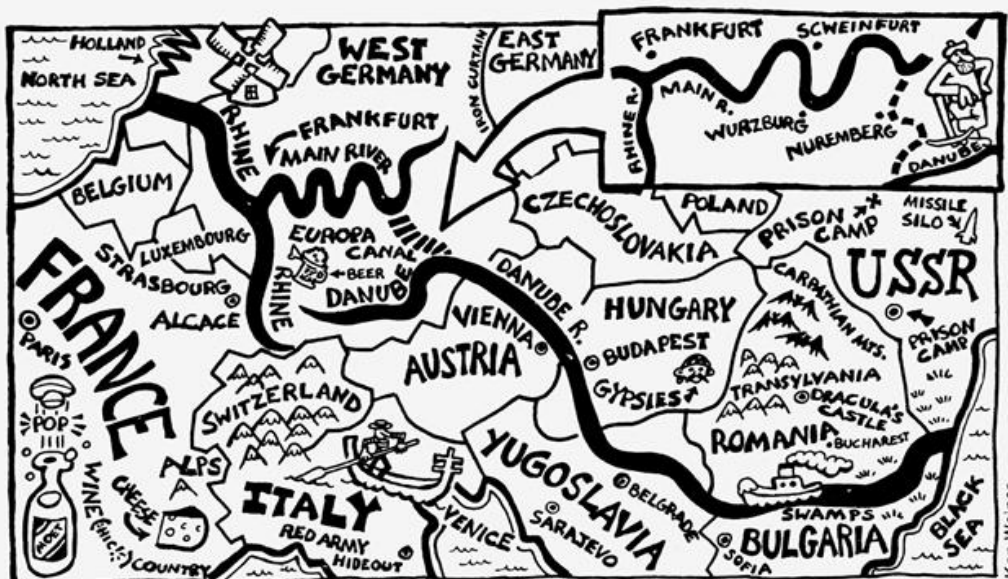 HOLLAND
NORTH SEA
WEST
GERMANY
IRON CURTAIN
EAST
GERMANY
FRANKFURT
SCHWEINFURT
RHINE R.
MAIN R.
WURZBURG
NUREMBERG
DANUBE
RHINE
FRANKFURT
MAIN RIVER
BELGIUM
LUXEMBOURG
EUROPA
CANAL
BEER
DANUBE
RHINE
STRASBOURG
ALCACE
FRANCE
PARIS
POP
WINE (HIC!)
CHEESE
COUNTRY
ALPS
SWITZERLAND
ITALY
RED ARMY
HIDEOUT
VENICE
CZECHOSLOVAKIA
POLAND
PRISON
CAMP
MISSILE
SILO
USSR
PRISON
CAMP
DANUBE R.
VIENNA
AUSTRIA
HUNGARY
BUDAPEST
GYPSIES
CARPATHIAN MTS.
TRANSYLVANIA
DRACULA'S
CASTLE
ROMANIA
BUCHAREST
YUGOSLAVIA
BELGRADE
SARAJEVO
SWAMPS
BULGARIA
SOFIA
BLACK
SEA